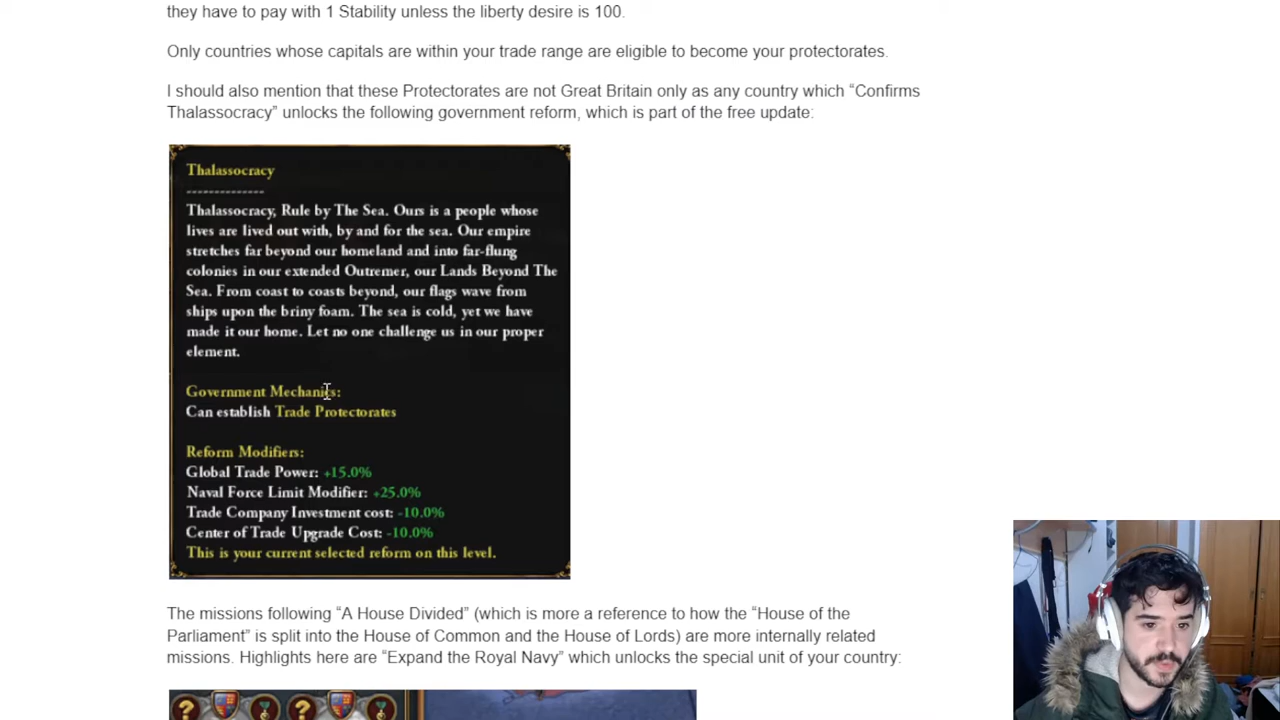 they have to pay with 1 Stability unless the liberty desire is 100.
Only countries whose capitals are within your trade range are eligible to become your protectorates.
I should also mention that these Protectorates are not Great Britain only as any country which “Confirms
Thalassocracy” unlocks the following government reform, which is part of the free update:
Thalassocracy
--------------
Thalassocracy, Rule by The Sea. Ours is a people whose
lives are lived out with, by and for the sea. Our empire
stretches far beyond our homeland and into far-flung
colonies in our extended Outremer, our Lands Beyond The
Sea. From coast to coasts beyond, our flags wave from
ships upon the briny foam. The sea is cold, yet we have
made it our home. Let no one challenge us in our proper
element.
Government Mechanics:
Can establish Trade Protectorates
Reform Modifiers:
Global Trade Power: +15.0%
Naval Force Limit Modifier: +25.0%
Trade Company Investment cost: -10.0%
Center of Trade Upgrade Cost: -10.0%
This is your current selected reform on this level.
The missions following “A House Divided” (which is more a reference to how the “House of the
Parliament” is split into the House of Common and the House of Lords) are more internally related
missions. Highlights here are “Expand the Royal Navy” which unlocks the special unit of your country: